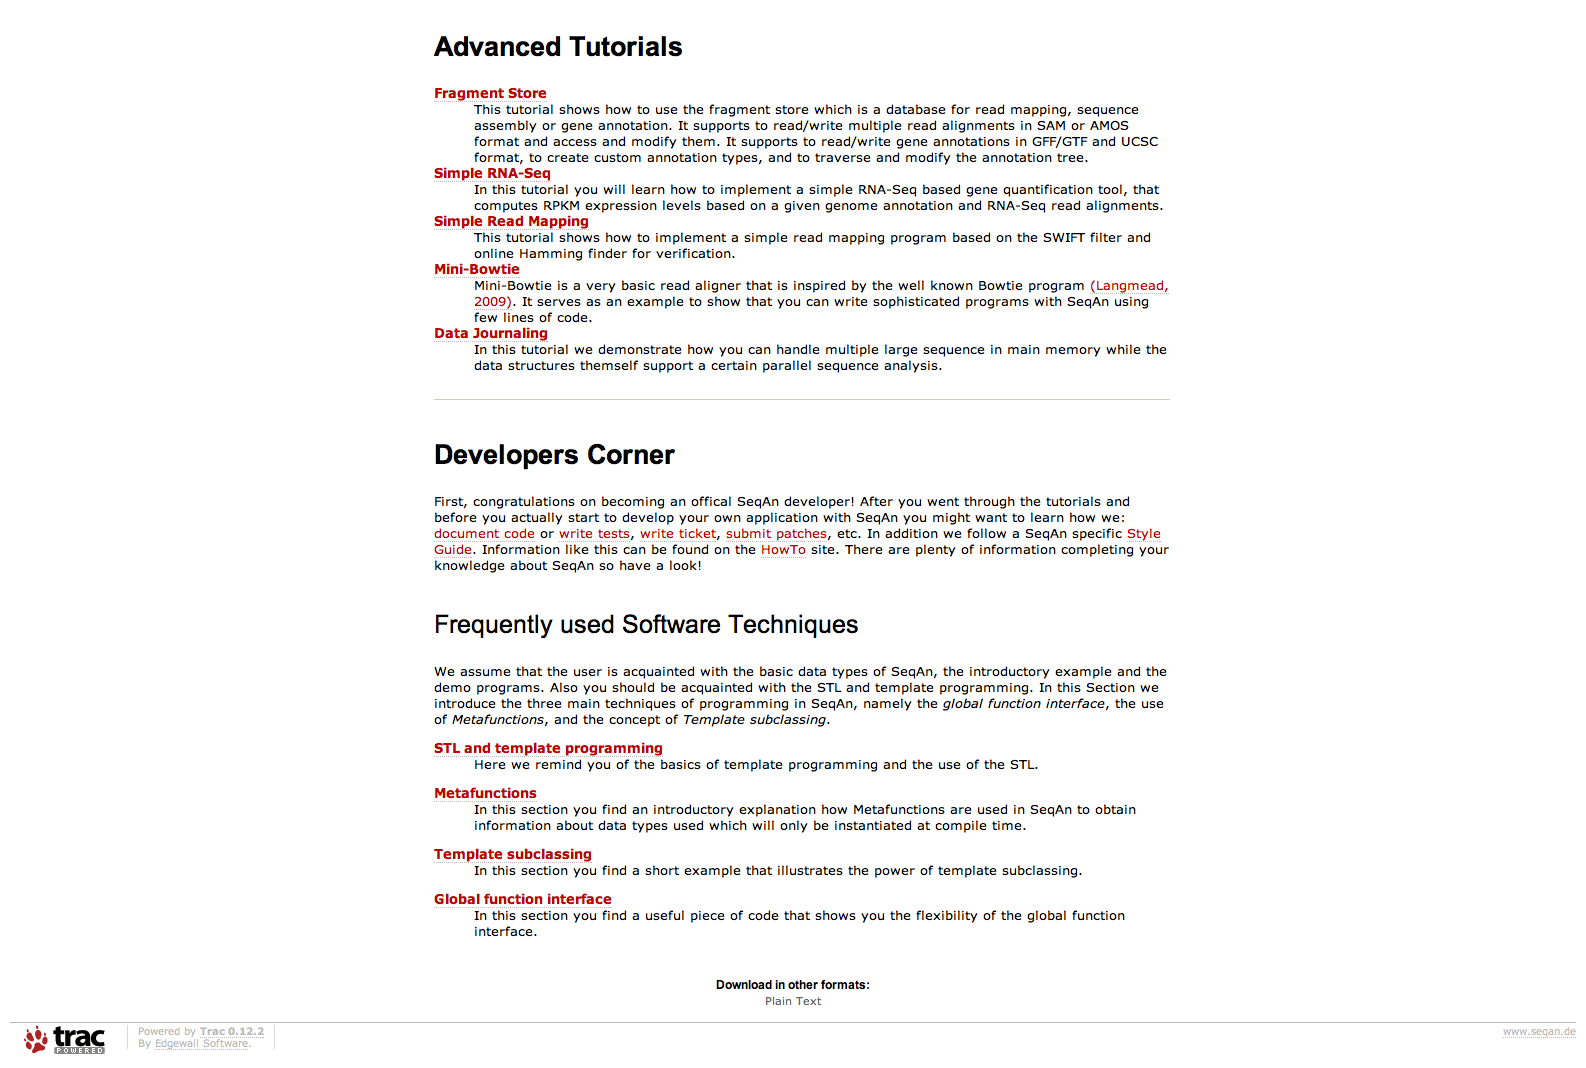 Advanced Tutorials
Fragment Store
This tutorial shows how to use the fragment store which is a database for read mapping, sequence
assembly or gene annotation. It supports to read/write multiple read alignments in SAM or AMOS
format and access and modify them. It supports to read/write gene annotations in GFF/GTF and UCSC
format, to create custom annotation types, and to traverse and modify the annotation tree.
Simple RNA-Seq
In this tutorial you will learn how to implement a simple RNA-Seq based gene quantification tool, that
computes RPKM expression levels based on a given genome annotation and RNA-Seq read alignments.
Simple Read Mapping
This tutorial shows how to implement a simple read mapping program based on the SWIFT filter and
online Hamming finder for verification.
Mini-Bowtie
Mini-Bowtie is a very basic read aligner that is inspired by the well known Bowtie program (Langmead,
2009). It serves as an example to show that you can write sophisticated programs with SeqAn using
few lines of code.
Data Journaling
In this tutorial we demonstrate how you can handle multiple large sequence in main memory while the
data structures themself support a certain parallel sequence analysis.
Developers Corner
First, congratulations on becoming an offical SeqAn developer! After you went through the tutorials and
before you actually start to develop your own application with SeqAn you might want to learn how we:
document code or write tests, write ticket, submit patches, etc. In addition we follow a SeqAn specific Style
Guide. Information like this can be found on the HowTo site. There are plenty of information completing your
knowledge about SeqAn so have a look!
Frequently used Software Techniques
We assume that the user is acquainted with the basic data types of SeqAn, the introductory example and the
demo programs. Also you should be acquainted with the STL and template programming. In this Section we
introduce the three main techniques of programming in SeqAn, namely the global function interface, the use
of Metafunctions, and the concept of Template subclassing.
STL and template programming
Here we remind you of the basics of template programming and the use of the STL.
Metafunctions
In this section you find an introductory explanation how Metafunctions are used in SeqAn to obtain
information about data types used which will only be instantiated at compile time.
Template subclassing
In this section you find a short example that illustrates the power of template subclassing.
Global function interface
In this section you find a useful piece of code that shows you the flexibility of the global function
interface.
Download in other formats:
Plain Text
trac
POWERED
Powered by Trac 0.12.2
By Edgewall Software.
www.seqan.de